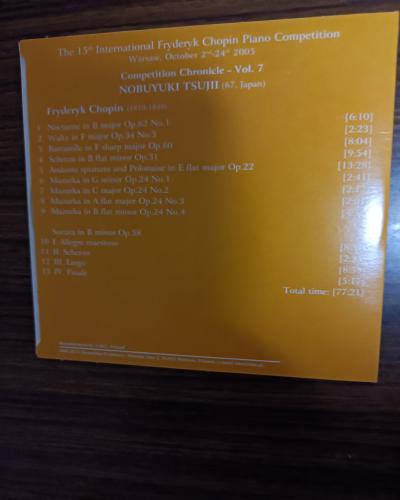 The 15th International Fryderyk Chopin Piano Competition
Warsaw, October 2nd-24th 2005
Competition Chronicle – Vol. 7
NOBUYUKI TSUJII (67, Japan)
Fryderyk Chopin (1810-1849)
1 Nocturne in B major Op.62 No.1 [6:10]
2 Waltz in F major Op.34 No.3 [2:23]
3 Barcarolle in F sharp major Op.60 [8:04]
4 Scherzo in B flat minor Op.31 [9:54]
5 Andante spianato and Polonaise in E flat major Op.22 [13:28]
6 Mazurka in G minor Op.24 No.1 [2:41]
7 Mazurka in C major Op.24 No.2
8 Mazurka in A flat major Op.24 No.3
9 Mazurka in B flat minor Op.24 No.4
Sonata in B minor Op.58
10 I. Allegro maestoso
11 II. Scherzo
12 III. Largo
13 IV. Finale [5:17]
Total time: [77:21]